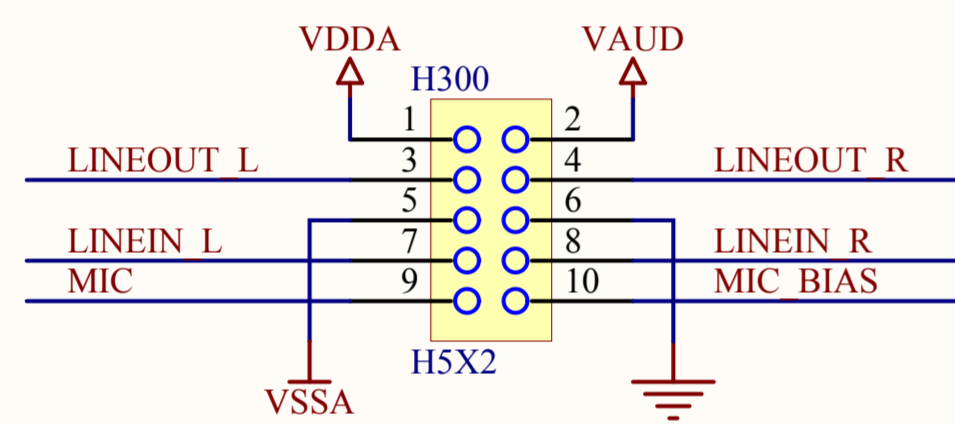 VDDA VAUD
H300
1 2
LINEOUT_L 3 4 LINEOUT_R
5 6
LINEIN_L 7 8 LINEIN_R
MIC 9 10 MIC_BIAS
H5X2
VSSA